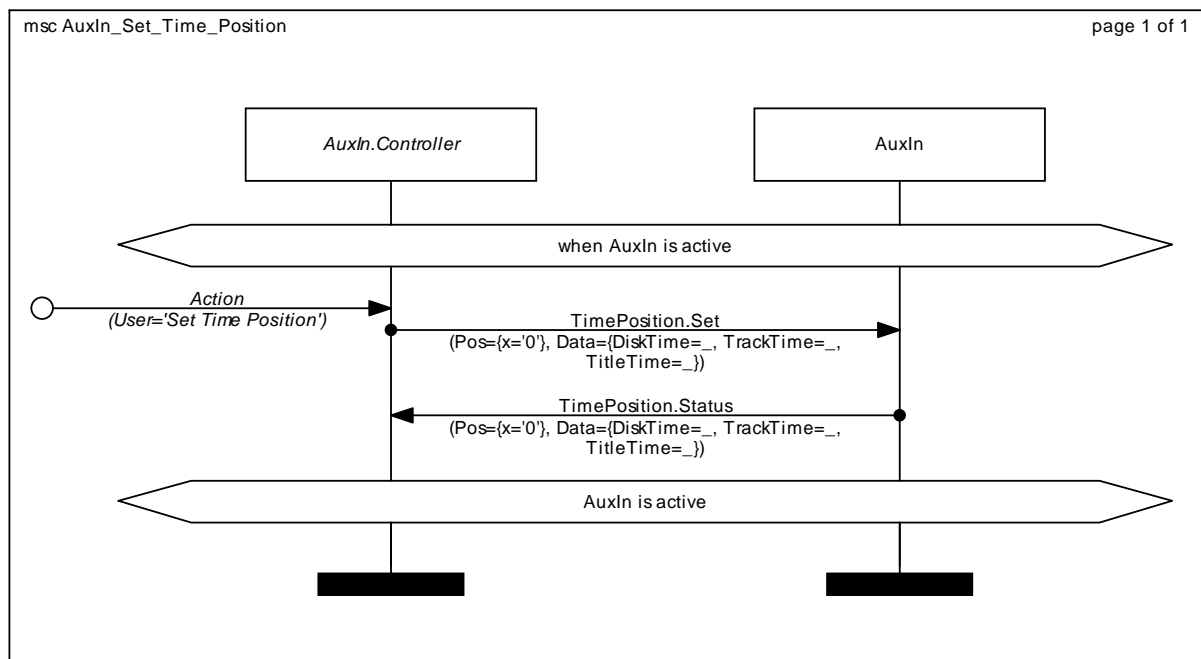 msc AuxIn_Set_Time_Position
page 1 of 1
AuxIn.Controller
AuxIn
when AuxIn is active
Action
(User='Set Time Position')
TimePosition.Set
(Pos={x='0'}, Data={DiskTime=_, TrackTime=_,
TitleTime=_})
TimePosition.Status
(Pos={x='0'}, Data={DiskTime=_, TrackTime=_,
TitleTime=_})
AuxIn is active